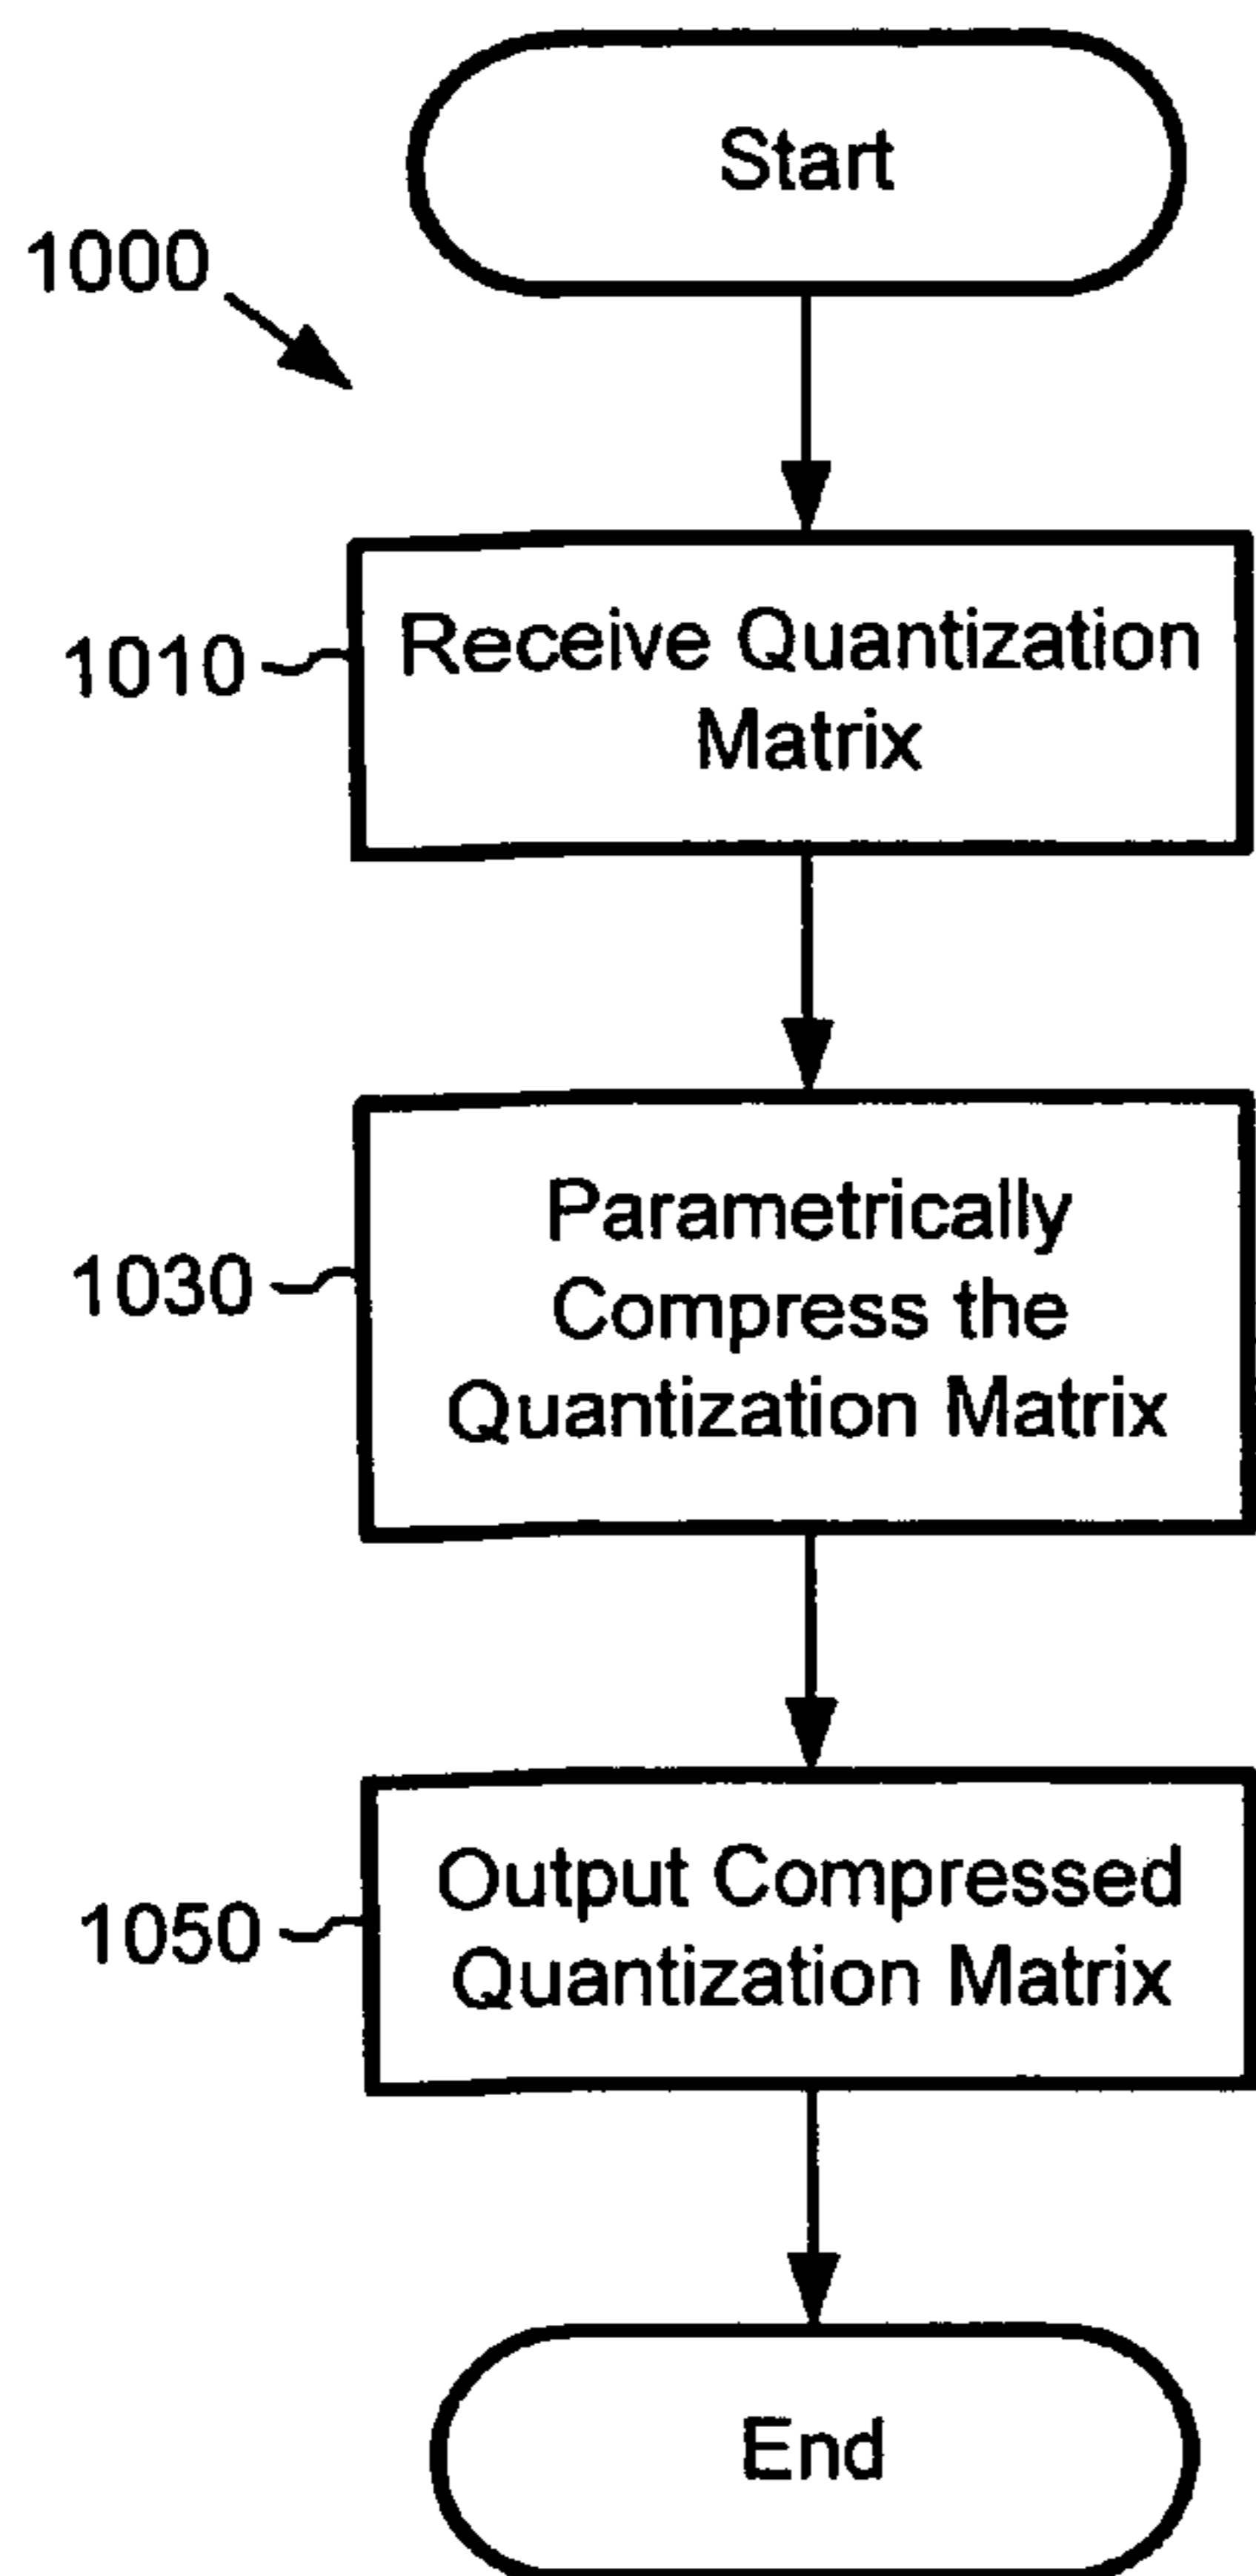 Start
1000
1010
Receive Quantization
Matrix
1030
Parametrically
Compress the
Quantization Matrix
1050
Output Compressed
Quantization Matrix
End